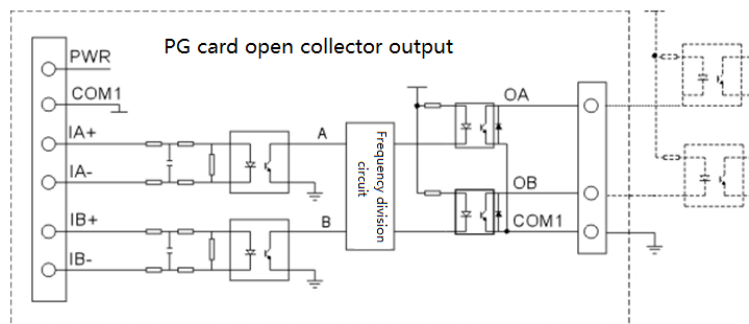 PG card open collector output
PWR
COM1
IA+
IA-
IB+
IB-
A
B
Frequency division
circuit
OA
OB
COM1